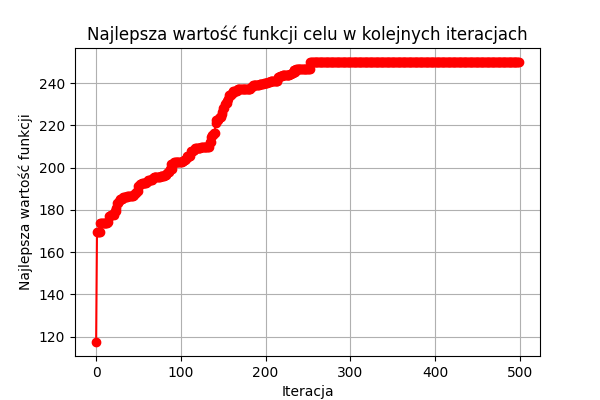 Najlepsza wartość funkcji celu w kolejnych iteracjach
Najlepsza wartość funkcji
240
220
200
180
160
140
120
0 100 200 300 400 500
Iteracja